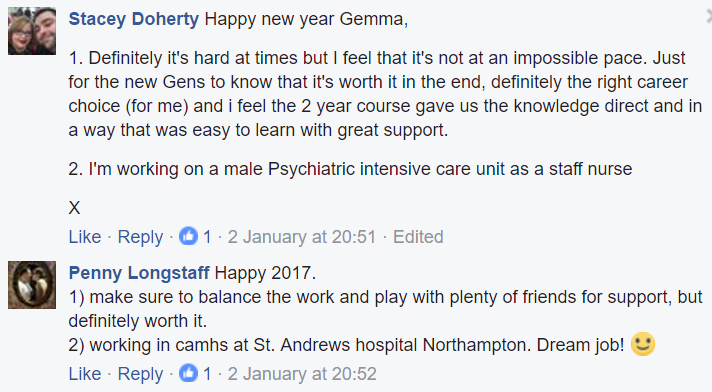 Stacey Doherty Happy new year Gemma,
1. Definitely it's hard at times but I feel that it's not at an impossible pace. Just
for the new Gens to know that it's worth it in the end, definitely the right career
choice (for me) and i feel the 2 year course gave us the knowledge direct and in
a way that was easy to learn with great support.
2. I'm working on a male Psychiatric intensive care unit as a staff nurse
X
Like · Reply · 1 · 2 January at 20:51 · Edited
Penny Longstaff Happy 2017.
1) make sure to balance the work and play with plenty of friends for support, but
definitely worth it.
2) working in camhs at St. Andrews hospital Northampton. Dream job! 🙂
Like · Reply · 1 · 2 January at 20:52